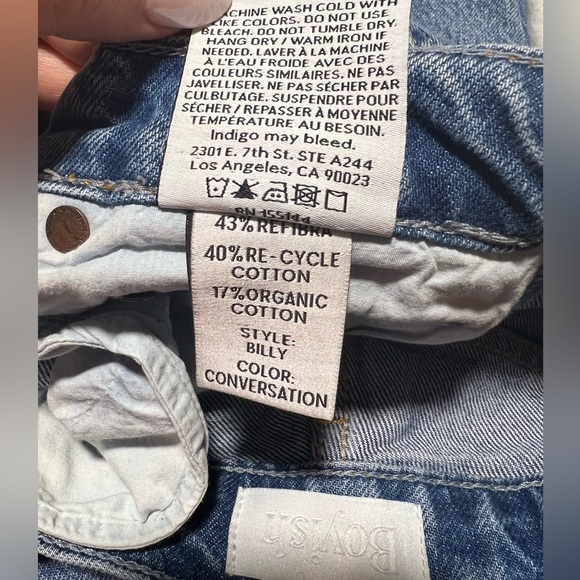 MACHINE WASH COLD WITH
LIKE COLORS. DO NOT USE
BLEACH. DO NOT TUMBLE DRY.
HANG DRY / WARM IRON IF
NEEDED. LAVER À LA MACHINE
À L'EAU FROIDE AVEC DES
COULEURS SIMILAIRES. NE PAS
JAVELLISER. NE PAS SÉCHER PAR
CULBUTAGE. SUSPENDRE POUR
SÉCHER / REPASSER À MOYENNE
TEMPÉRATURE AU BESOIN.
Indigo may bleed.
2301 E. 7th St. STE A244
Los Angeles, CA 90023
43% REFIBRA
40% RE-CYCLE
COTTON
17% ORGANIC
COTTON
STYLE:
BILLY
COLOR:
CONVERSATION
Boyish